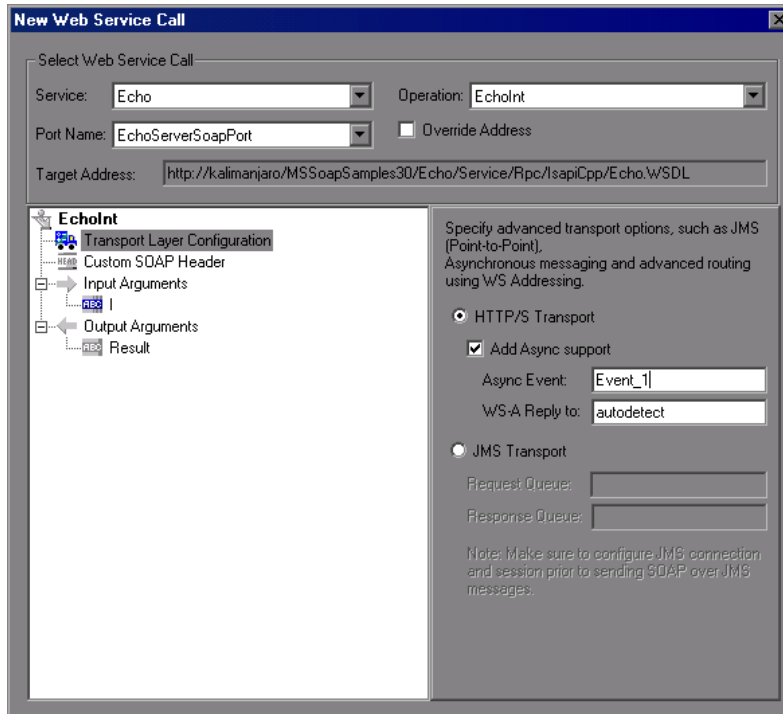 New Web Service Call
Select Web Service Call
Service: Echo Operation: EchoInt
Port Name: EchoServerSoapPort Override Address
Target Address: http://kalimanjaro/MSSoapSamples30/Echo/Service/Rpc/IsapiCpp/Echo.WSDL
EchoInt
Transport Layer Configuration
HEAD Custom SOAP Header
Input Arguments
ABC I
Output Arguments
ABC Result
Specify advanced transport options, such as JMS
(Point-to-Point),
Asynchronous messaging and advanced routing
using WS Addressing.
HTTP/S Transport
Add Async support
Async Event: Event_1
WS-A Reply to: autodetect
JMS Transport
Request Queue:
Response Queue:
Note: Make sure to configure JMS connection
and session prior to sending SOAP over JMS
messages.